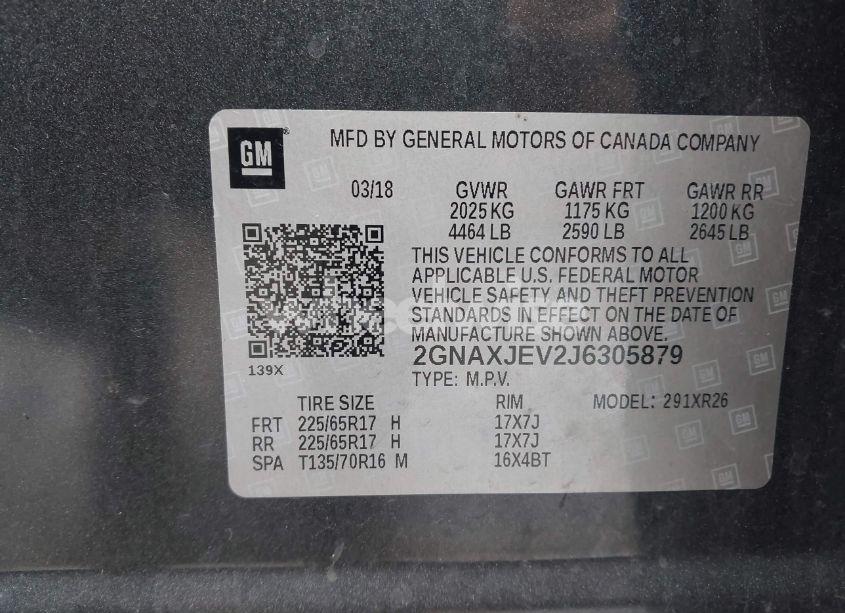 GM
MFD BY GENERAL MOTORS OF CANADA COMPANY
03/18 GVWR GAWR FRT GAWR RR
2025 KG 1175 KG 1200 KG
4464 LB 2590 LB 2645 LB
THIS VEHICLE CONFORMS TO ALL
APPLICABLE U.S. FEDERAL MOTOR
VEHICLE SAFETY AND THEFT PREVENTION
STANDARDS IN EFFECT ON THE DATE OF
MANUFACTURE SHOWN ABOVE.
2GNAXJEV2J6305879
139X
TYPE: M.P.V.
TIRE SIZE RIM MODEL: 291XR26
FRT 225/65R17 H 17X7J
RR 225/65R17 H 17X7J
SPA T135/70R16 M 16X4BT